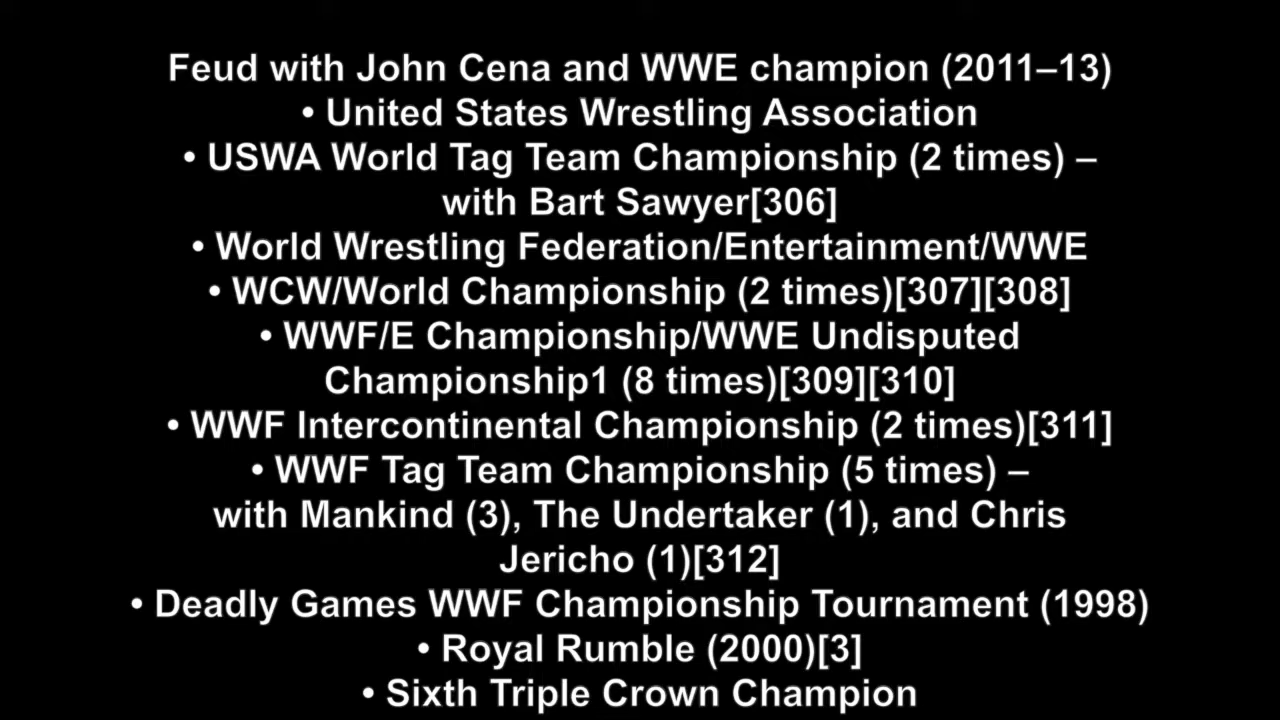 Feud with John Cena and WWE champion (2011–13)
• United States Wrestling Association
• USWA World Tag Team Championship (2 times) –
with Bart Sawyer[306]
• World Wrestling Federation/Entertainment/WWE
• WCW/World Championship (2 times)[307][308]
• WWF/E Championship/WWE Undisputed
Championship1 (8 times)[309][310]
• WWF Intercontinental Championship (2 times)[311]
• WWF Tag Team Championship (5 times) –
with Mankind (3), The Undertaker (1), and Chris
Jericho (1)[312]
• Deadly Games WWF Championship Tournament (1998)
• Royal Rumble (2000)[3]
• Sixth Triple Crown Champion